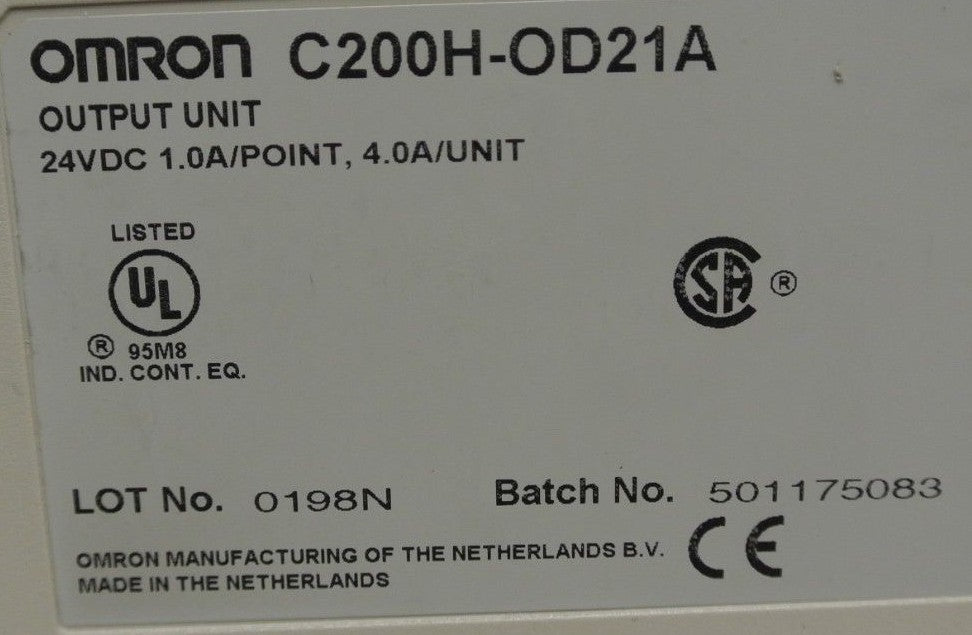 OMRON C200H-OD21A
OUTPUT UNIT
24VDC 1.0A/POINT, 4.0A/UNIT
LISTED
UL
® 95M8
IND. CONT. EQ.
SA ®
LOT No. 0198N Batch No. 501175083
OMRON MANUFACTURING OF THE NETHERLANDS B.V.
MADE IN THE NETHERLANDS
CE